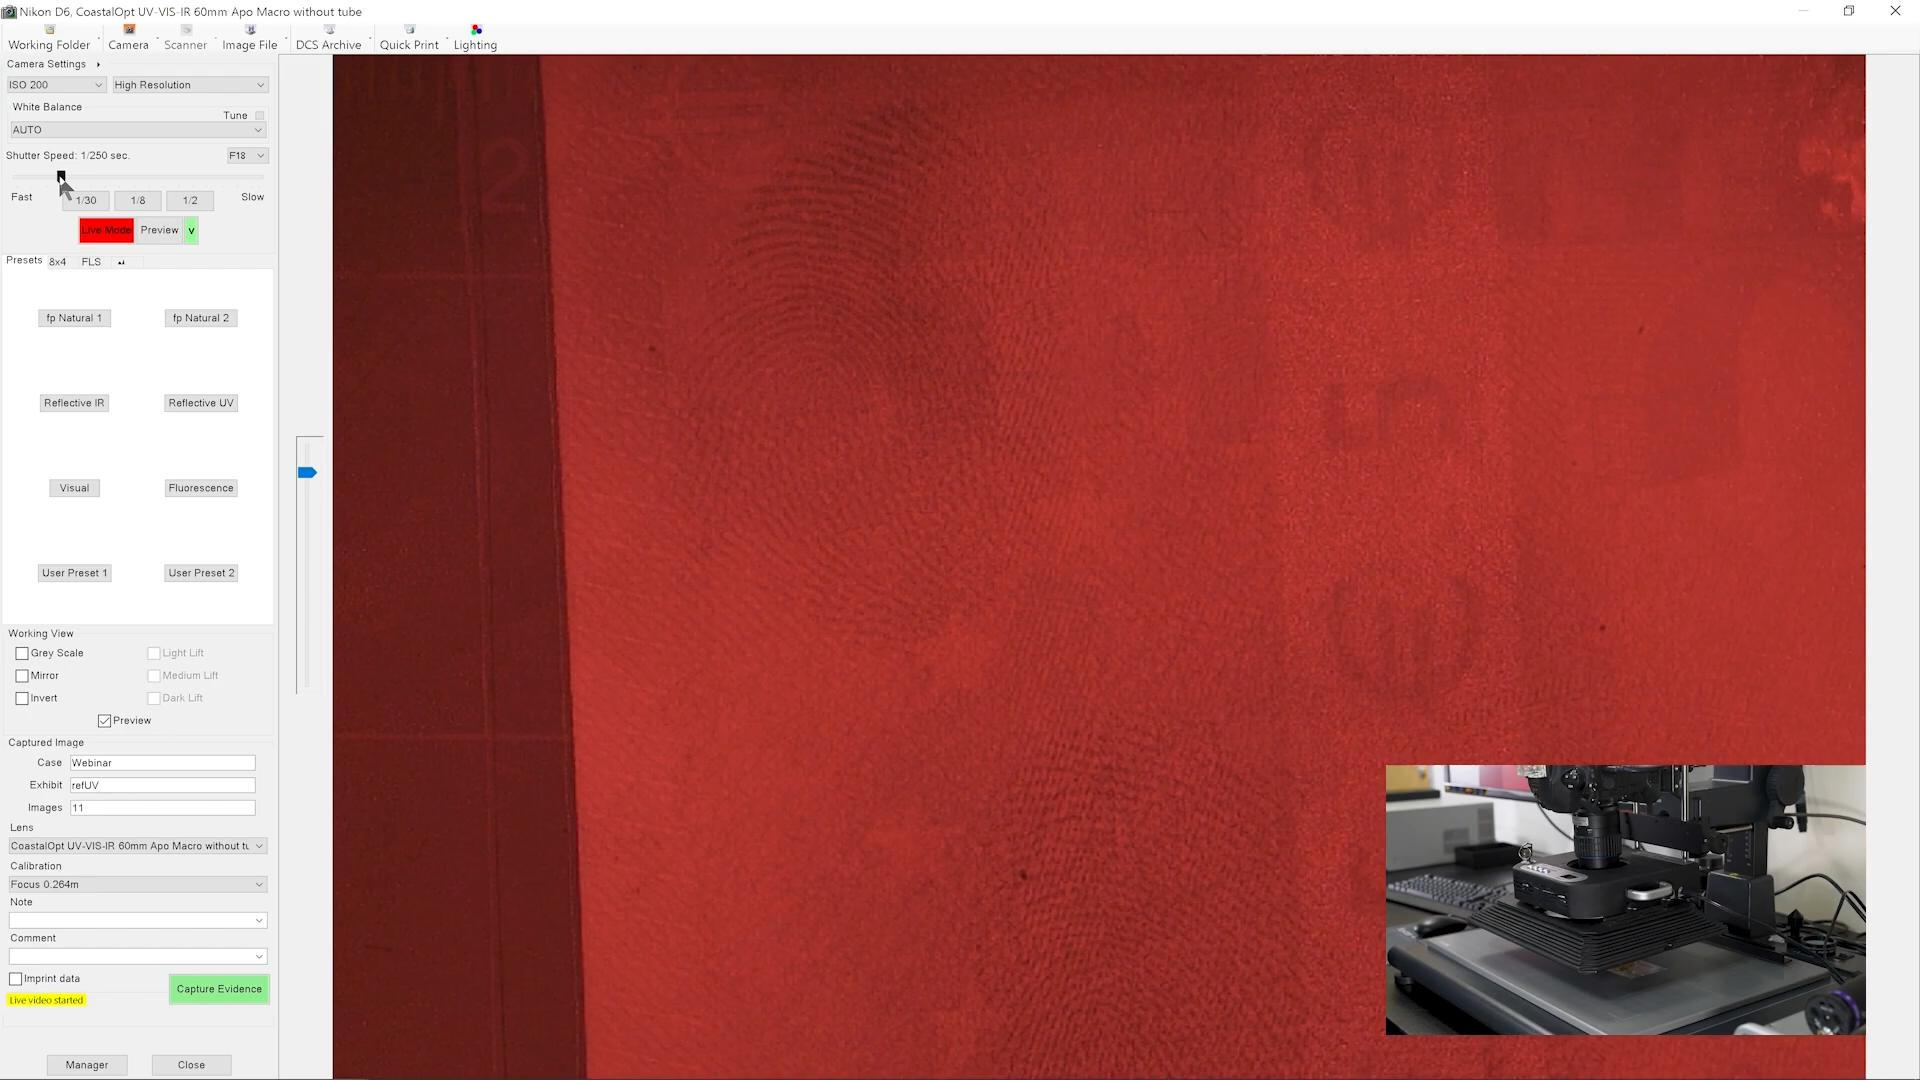 Nikon D6, CoastalOpt UV-VIS-IR 60mm Apo Macro without tube
Working Folder Camera Scanner Image File DCS Archive Quick Print Lighting
Camera Settings
ISO 200 High Resolution
White Balance
Tune
AUTO
Shutter Speed: 1/250 sec. F18
Fast 1/30 1/8 1/2 Slow
Live Mode Preview v
Presets 8x4 FLS
fp Natural 1 fp Natural 2
Reflective IR Reflective UV
Visual Fluorescence
User Preset 1 User Preset 2
Working View
Grey Scale Light Lift
Mirror Medium Lift
Invert Dark Lift
Preview
Captured Image
Case Webinar
Exhibit refUV
Images 11
Lens
CoastalOpt UV-VIS-IR 60mm Apo Macro without tu
Calibration
Focus 0.264m
Note
Comment
Imprint data
Capture Evidence
Live video started
Manager Close